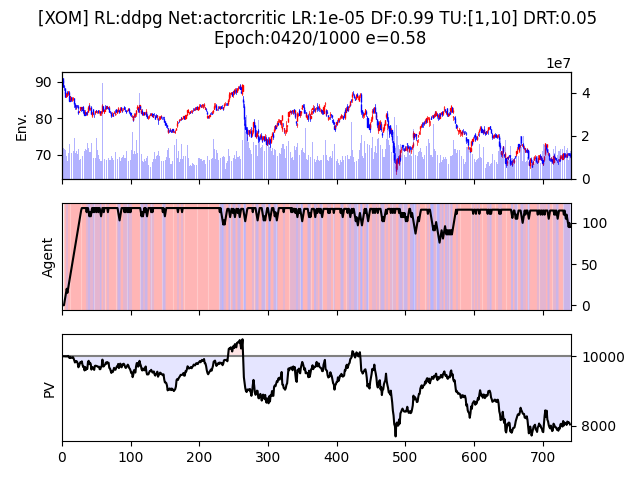 [XOM] RL:ddpg Net:actorcritic LR:1e-05 DF:0.99 TU:[1,10] DRT:0.05
Epoch:0420/1000 e=0.58
1e7
Env.
90
80
70
4
2
0
Agent
100
50
0
PV
10000
8000
0 100 200 300 400 500 600 700